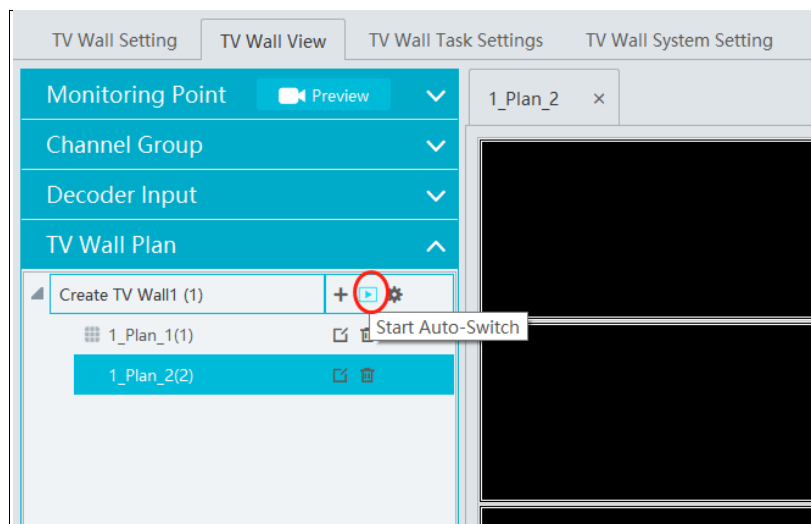 TV Wall Setting TV Wall View TV Wall Task Settings TV Wall System Setting
Monitoring Point Preview
1_Plan_2 ×
Channel Group
Decoder Input
TV Wall Plan
Create TV Wall1 (1)
Start Auto-Switch
1_Plan_1(1)
1_Plan_2(2)